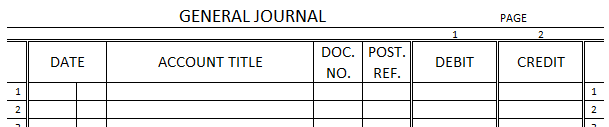 GENERAL JOURNAL PAGE
1 2
DATE ACCOUNT TITLE DOC. NO. POST. REF. DEBIT CREDIT
1 1
2 2